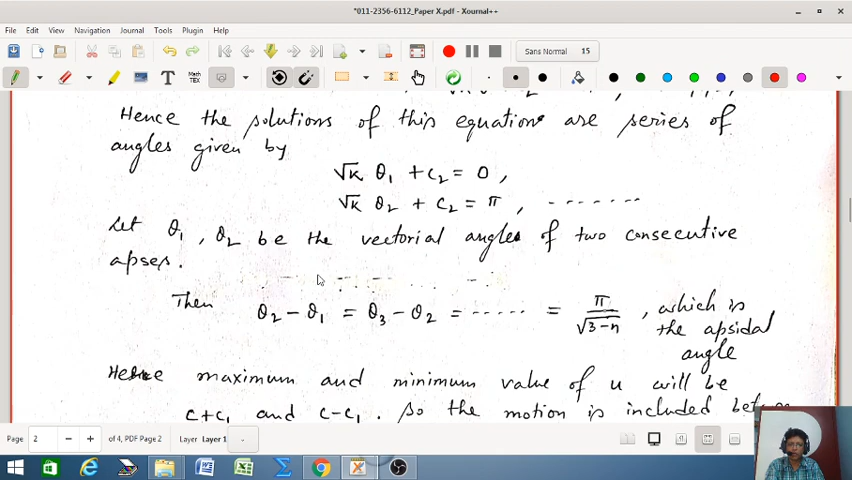 *011-2356-6112_Paper X.pdf - Xournal++
File Edit View Navigation Journal Tools Plugin Help
Sans Normal 15
Hence the solutions of this equation are series of
angles given by
√K θ₁ + c₂ = 0 ,
√K θ₂ + c₂ = π , .......
Let θ₁ , θ₂ be the vectorial angles of two consecutive
apses.
Then θ₂ - θ₁ = θ₃ - θ₂ = ..... = π/√(3-n) , which is
the apsidal
angle
Hence maximum and minimum value of u will be
c+c₁ and c-c₁ . So the motion is included
Page 2 of 4, PDF Page 2 Layer Layer 1